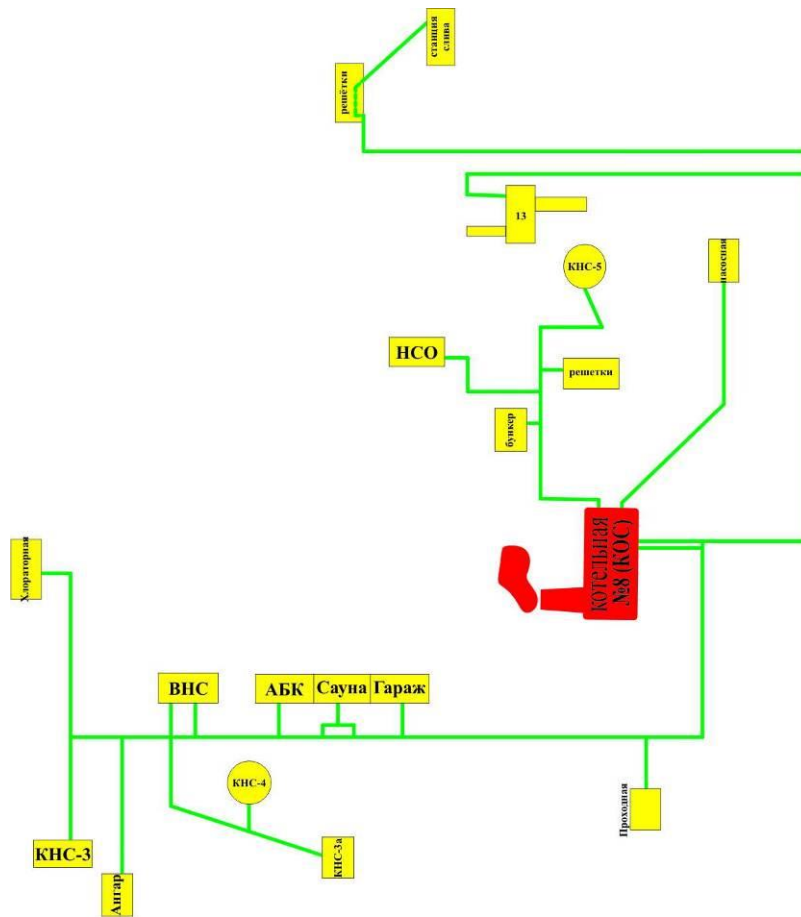 станция
слива
решётки
13
КНС-5
насосная
НСО
решетки
бункер
котельная
№8 (КОС)
Хлораторная
ВНС
АБК
Сауна
Гараж
КНС-4
Проходная
КНС-3
КНС-3а
Ангар